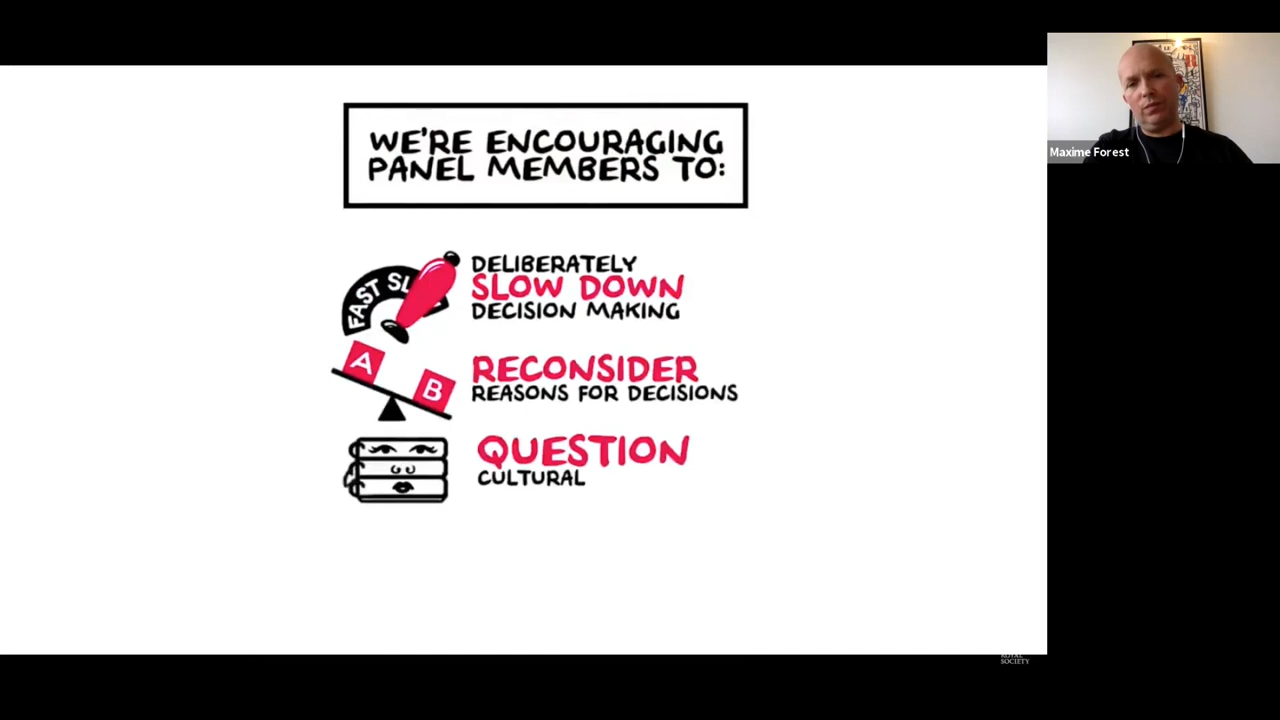 WE'RE ENCOURAGING
PANEL MEMBERS TO:
FAST
DELIBERATELY
SLOW DOWN
DECISION MAKING
A
B
RECONSIDER
REASONS FOR DECISIONS
QUESTION
CULTURAL
Maxime Forest
SOCIETY